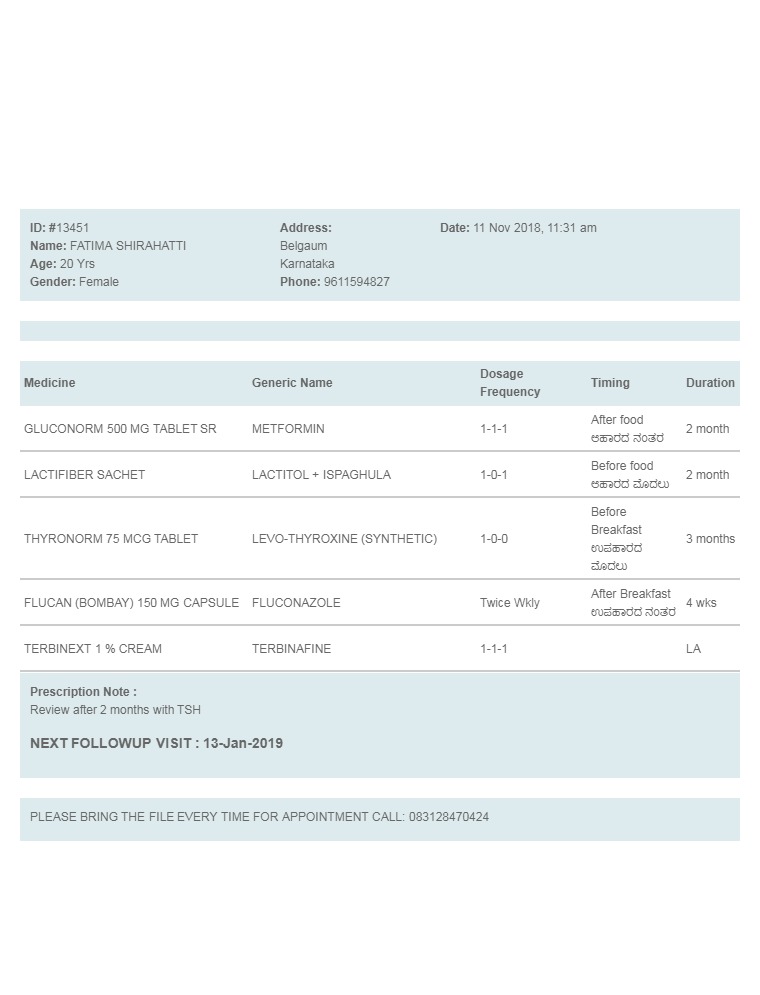 ID: #13451 Address: Date: 11 Nov 2018, 11:31 am
Name: FATIMA SHIRAHATTI Belgaum
Age: 20 Yrs Karnataka
Gender: Female Phone: 9611594827
Medicine Generic Name Dosage Frequency Timing Duration
GLUCONORM 500 MG TABLET SR METFORMIN 1-1-1 After food 2 month
ಆಹಾರದ ನಂತರ
LACTIFIBER SACHET LACTITOL + ISPAGHULA 1-0-1 Before food 2 month
ಆಹಾರದ ಮೊದಲು
THYRONORM 75 MCG TABLET LEVO-THYROXINE (SYNTHETIC) 1-0-0 Before Breakfast 3 months
ಉಪಹಾರದ
ಮೊದಲು
FLUCAN (BOMBAY) 150 MG CAPSULE FLUCONAZOLE Twice Wkly After Breakfast 4 wks
ಉಪಹಾರದ ನಂತರ
TERBINEXT 1 % CREAM TERBINAFINE 1-1-1 LA
Prescription Note :
Review after 2 months with TSH
NEXT FOLLOWUP VISIT : 13-Jan-2019
PLEASE BRING THE FILE EVERY TIME FOR APPOINTMENT CALL: 083128470424